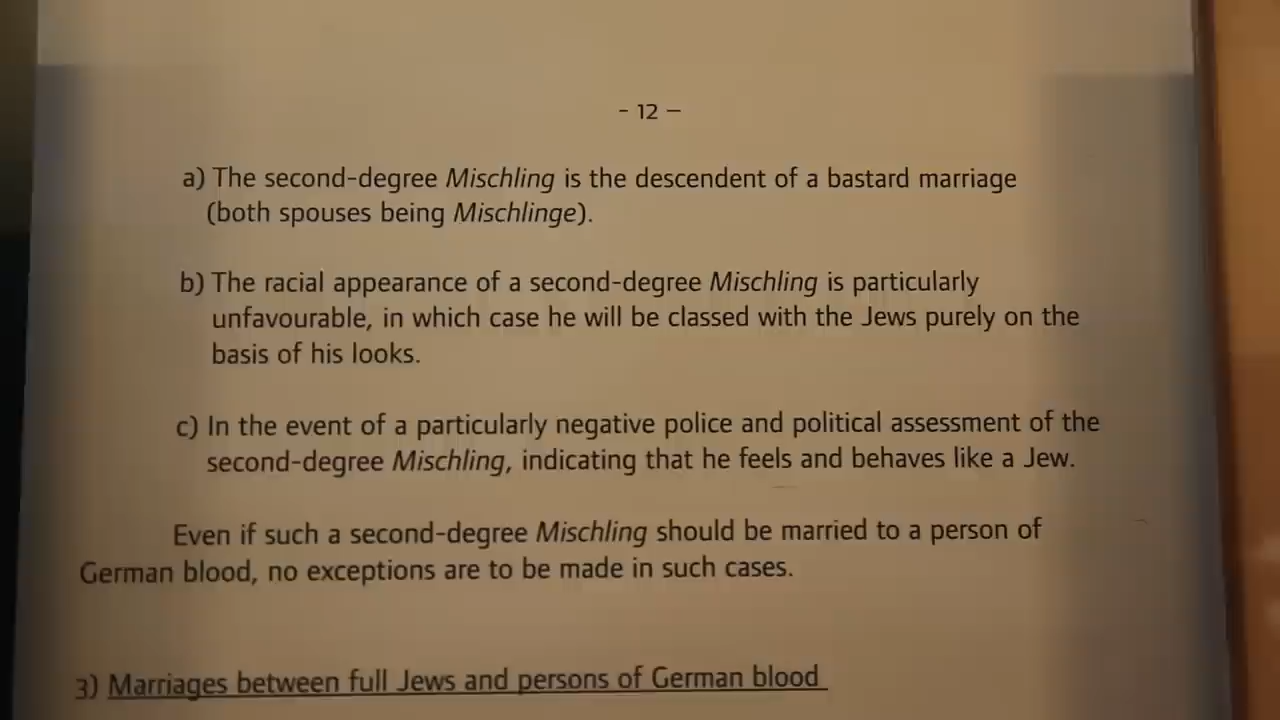 - 12 –
a) The second-degree Mischling is the descendent of a bastard marriage
(both spouses being Mischlinge).
b) The racial appearance of a second-degree Mischling is particularly
unfavourable, in which case he will be classed with the Jews purely on the
basis of his looks.
c) In the event of a particularly negative police and political assessment of the
second-degree Mischling, indicating that he feels and behaves like a Jew.
Even if such a second-degree Mischling should be married to a person of
German blood, no exceptions are to be made in such cases.
3) Marriages between full Jews and persons of German blood